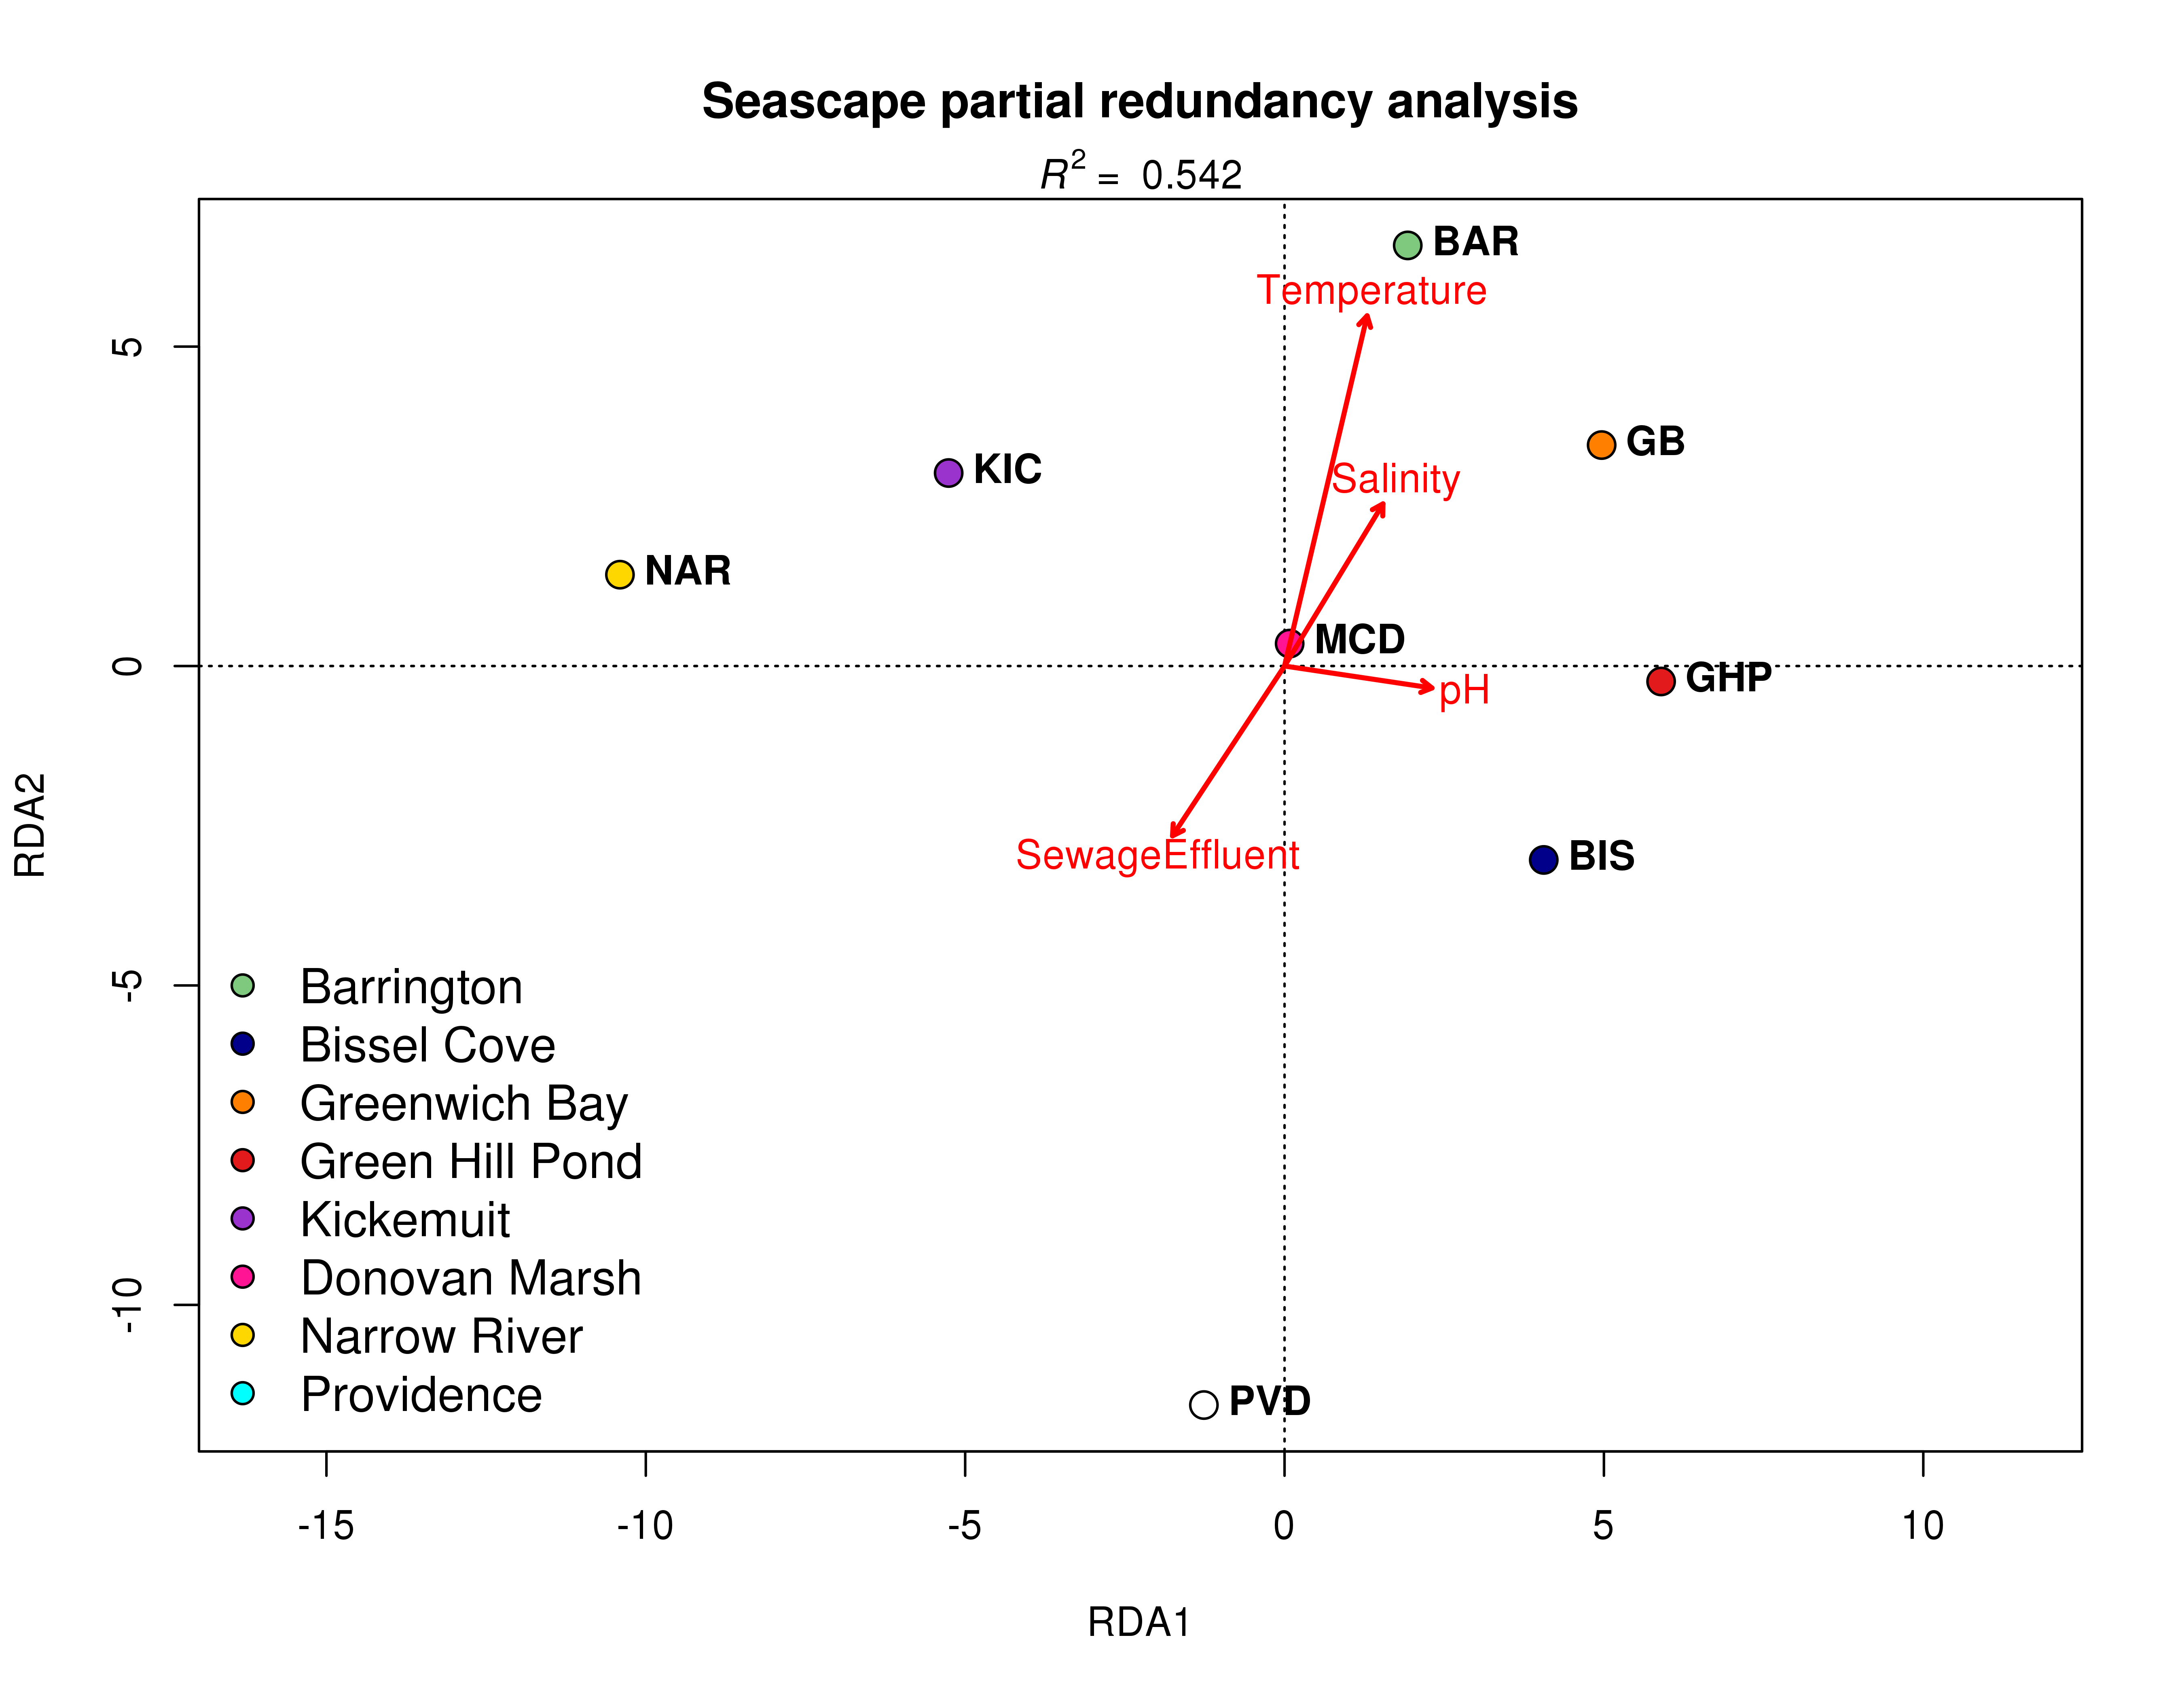 Seascape partial redundancy analysis
R2 = 0.542
BAR
Temperature
5
GB
KIC
Salinity
NAR
MCD
0
GHP
pH
RDA2
SewageEffluent
BIS
-5
Barrington
Bissel Cove
Greenwich Bay
Green Hill Pond
Kickemuit
Donovan Marsh
-10
Narrow River
Providence
PVD
-15 -10 -5 0 5 10
RDA1